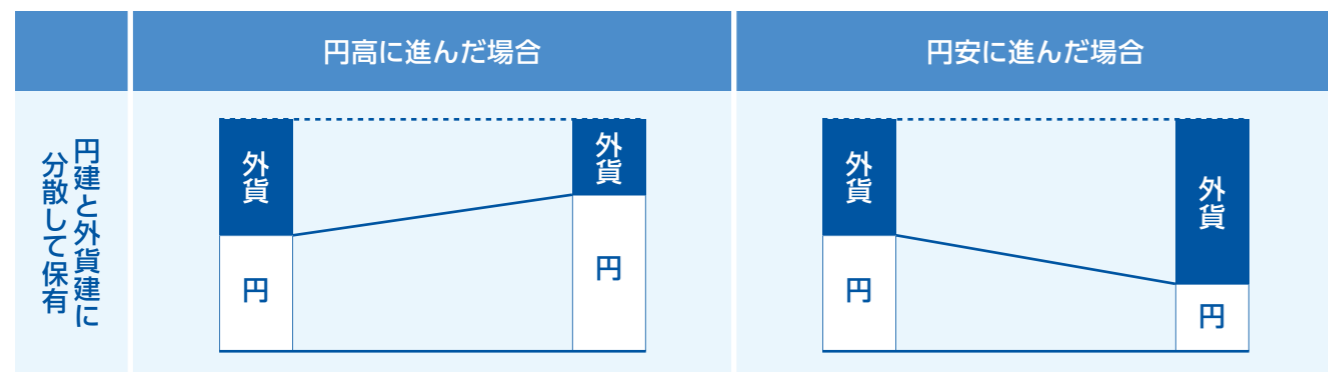 円高に進んだ場合
円安に進んだ場合
円建と外貨建に
分散して保有
外貨
円
外貨
円
外貨
円
外貨
円